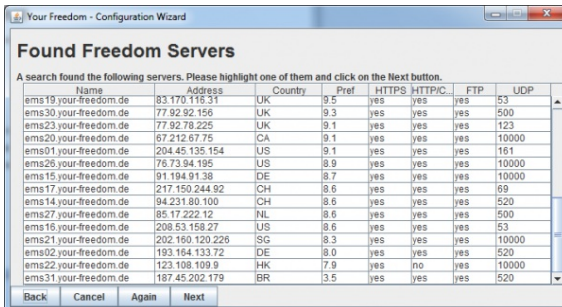 Your Freedom - Configuration Wizard
Found Freedom Servers
A search found the following servers. Please highlight one of them and click on the Next button.
Name Address Country Pref HTTPS HTTP/C... FTP UDP
ems19.your-freedom.de 83.170.116.31 UK 9.5 yes yes yes 53
ems30.your-freedom.de 77.92.92.156 UK 9.3 yes yes yes 500
ems23.your-freedom.de 77.92.78.225 UK 9.1 yes yes yes 123
ems20.your-freedom.de 67.212.67.75 CA 9.1 yes yes yes 10000
ems01.your-freedom.de 204.45.135.154 US 9.1 yes yes yes 161
ems26.your-freedom.de 76.73.94.195 US 8.9 yes yes yes 10000
ems15.your-freedom.de 91.194.91.38 DE 8.7 yes yes yes 10000
ems17.your-freedom.de 217.150.244.92 CH 8.6 yes yes yes 69
ems14.your-freedom.de 94.231.80.100 CH 8.6 yes yes yes 520
ems27.your-freedom.de 85.17.222.12 NL 8.6 yes yes yes 500
ems16.your-freedom.de 208.53.158.27 US 8.6 yes yes yes 53
ems21.your-freedom.de 202.160.120.226 SG 8.3 yes yes yes 10000
ems02.your-freedom.de 193.164.133.72 DE 8.0 yes yes yes 520
ems22.your-freedom.de 123.108.109.9 HK 7.9 yes no yes 10000
ems31.your-freedom.de 187.45.202.179 BR 3.5 yes yes yes 520
Back Cancel Again Next